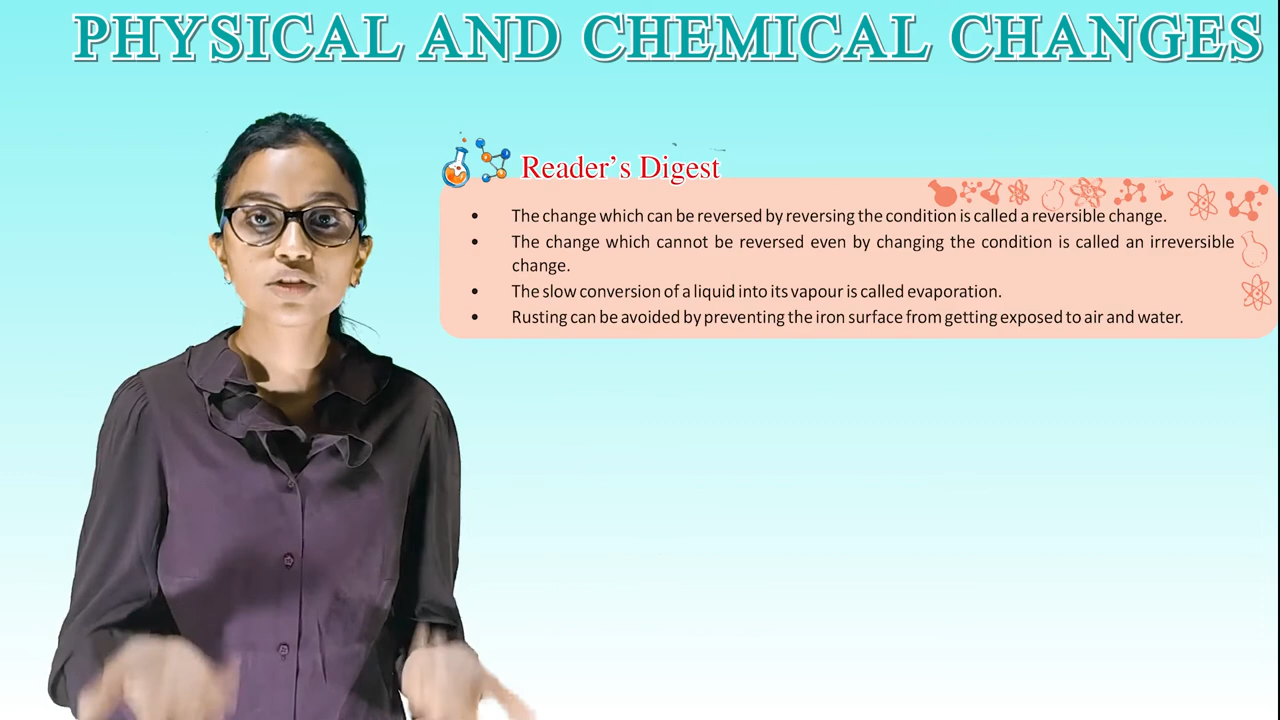 PHYSICAL AND CHEMICAL CHANGES
Reader’s Digest
• The change which can be reversed by reversing the condition is called a reversible change.
• The change which cannot be reversed even by changing the condition is called an irreversible
change.
• The slow conversion of a liquid into its vapour is called evaporation.
• Rusting can be avoided by preventing the iron surface from getting exposed to air and water.